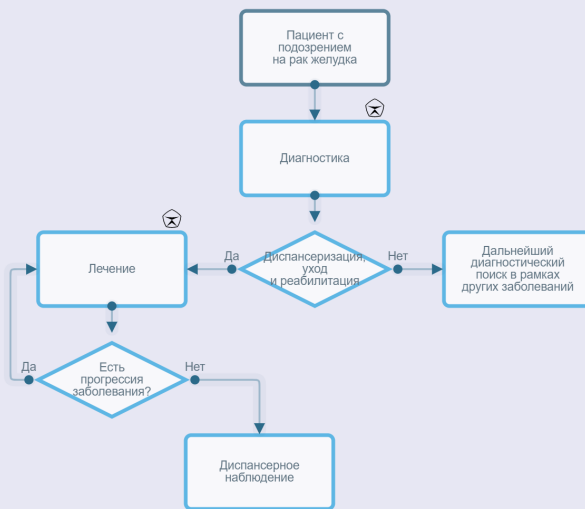 Пациент с
подозрением
на рак желудка
Диагностика
Лечение
Да
Диспансеризация,
уход
и реабилитация
Нет
Дальнейший
диагностический
поиск в рамках
других заболеваний
Да
Есть
прогрессия
заболевания?
Нет
Диспансерное
наблюдение